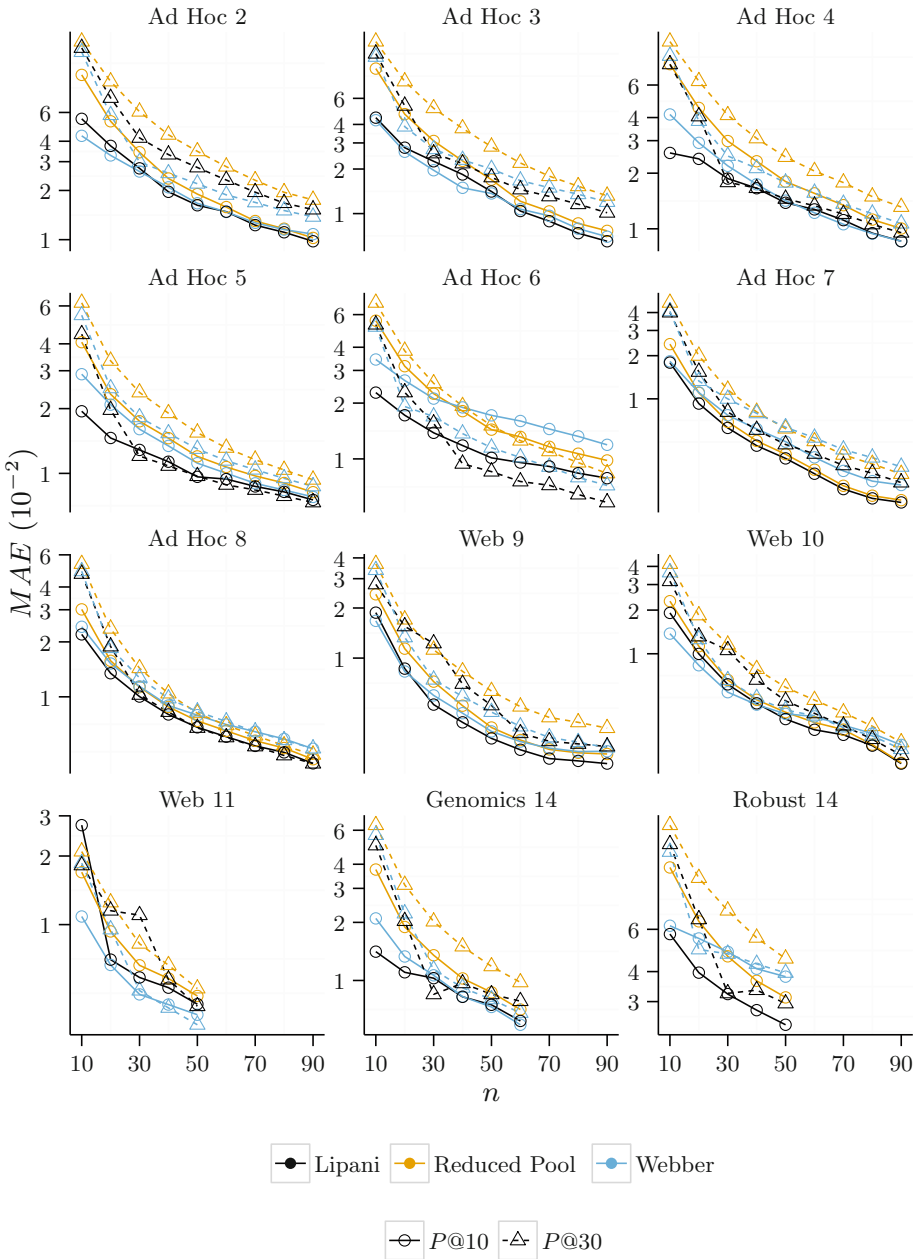 Ad Hoc 2 Ad Hoc 3 Ad Hoc 4
6 4 3 2 1
6 4 3 2 1
6 4 3 2 1
Ad Hoc 5 Ad Hoc 6 Ad Hoc 7
6 4 3 2 1
6 4 3 2 1
4 3 2 1
MAE (10−2)
Ad Hoc 8 Web 9 Web 10
6 4 3 2 1
4 3 2 1
4 3 2 1
Web 11 Genomics 14 Robust 14
3 2 1
6 4 3 2 1
6 4 3
10 30 50 70 90 10 30 50 70 90 10 30 50 70 90
n
Lipani Reduced Pool Webber
P@10 P@30